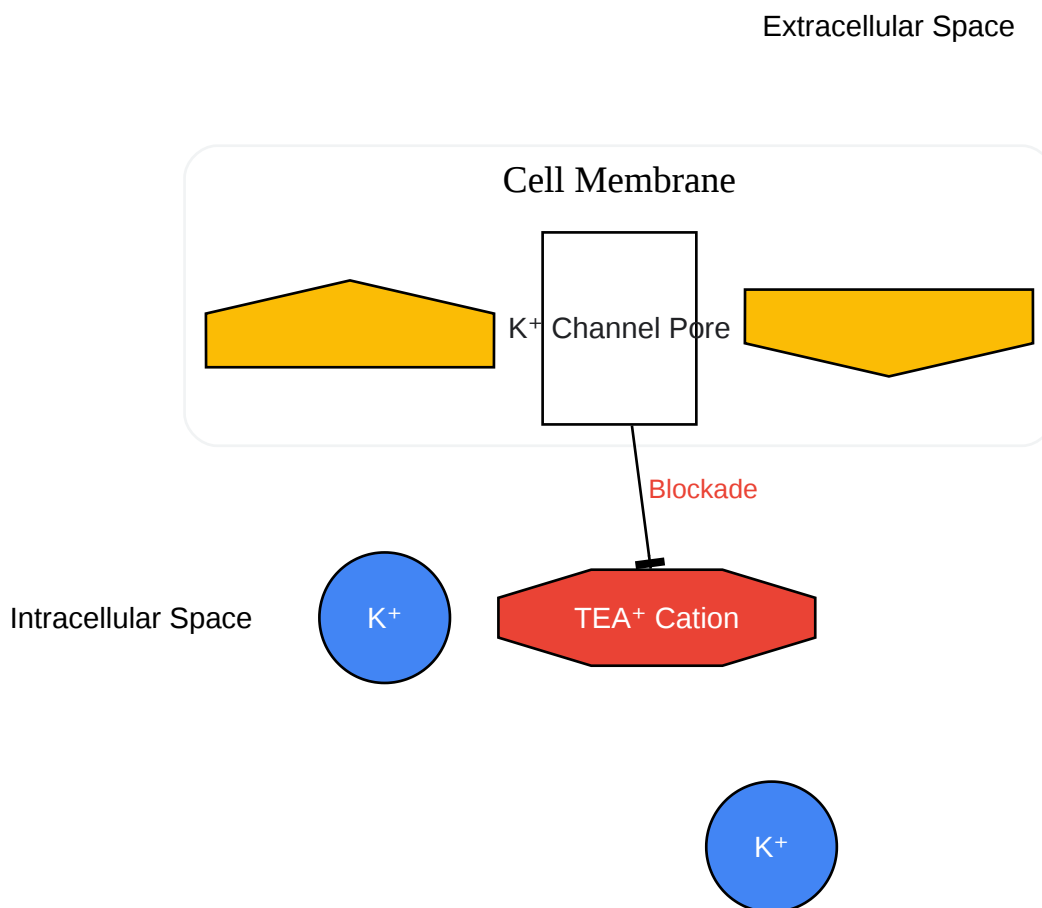 Extracellular Space
Cell Membrane
K⁺ Channel Pore
Blockade
Intracellular Space
K⁺
TEA⁺ Cation
K⁺